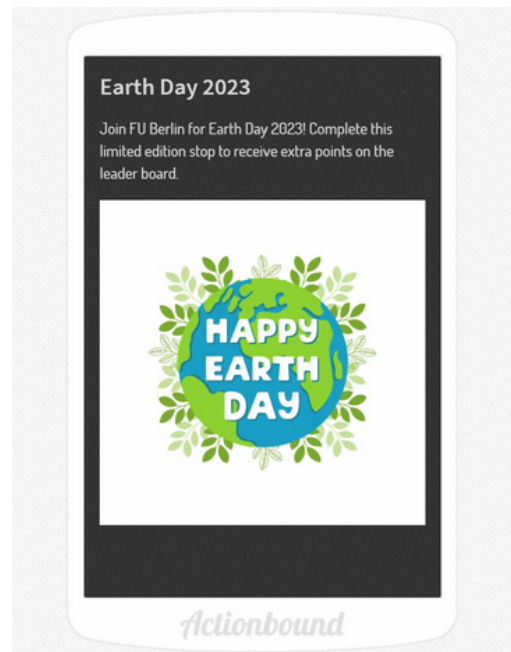 Earth Day 2023
Join FU Berlin for Earth Day 2023! Complete this
limited edition stop to receive extra points on the
leader board.
HAPPY
EARTH
DAY
Actionbound